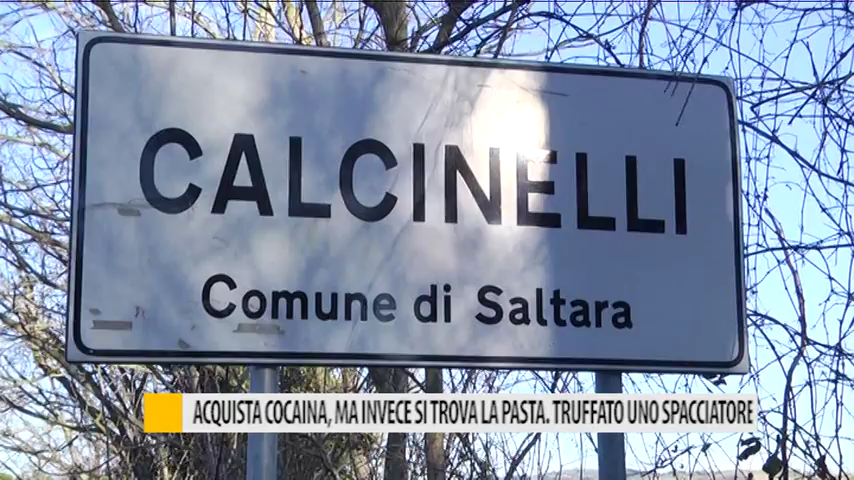 CALCINELLI
Comune di Saltara
ACQUISTA COCAINA, MA INVECE SI TROVA LA PASTA. TRUFFATO UNO SPACCIATORE